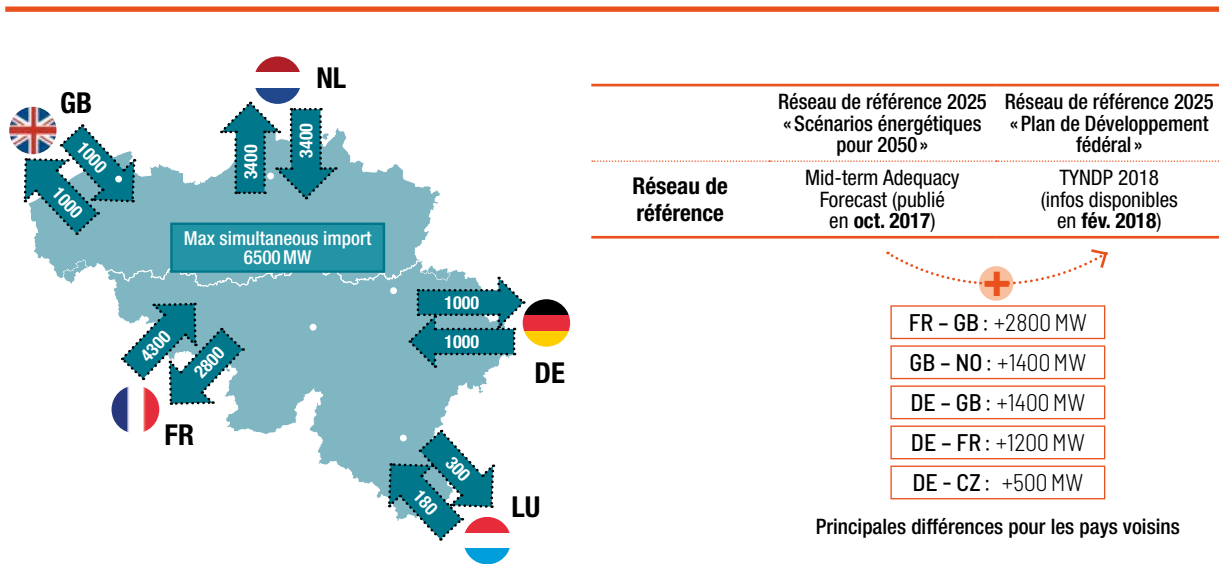 GB
NL
1000
1000
3400
3400
Max simultaneous import
6500 MW
4300
2800
FR
1000
1000
DE
300
180
LU
Réseau de référence 2025
« Scénarios énergétiques
pour 2050 »
Réseau de référence 2025
« Plan de Développement
fédéral »
Réseau de
référence
Mid-term Adequacy
Forecast (publié
en oct. 2017)
TYNDP 2018
(infos disponibles
en fév. 2018)
+
FR – GB : +2800 MW
GB – NO : +1400 MW
DE – GB : +1400 MW
DE – FR : +1200 MW
DE - CZ : +500 MW
Principales différences pour les pays voisins